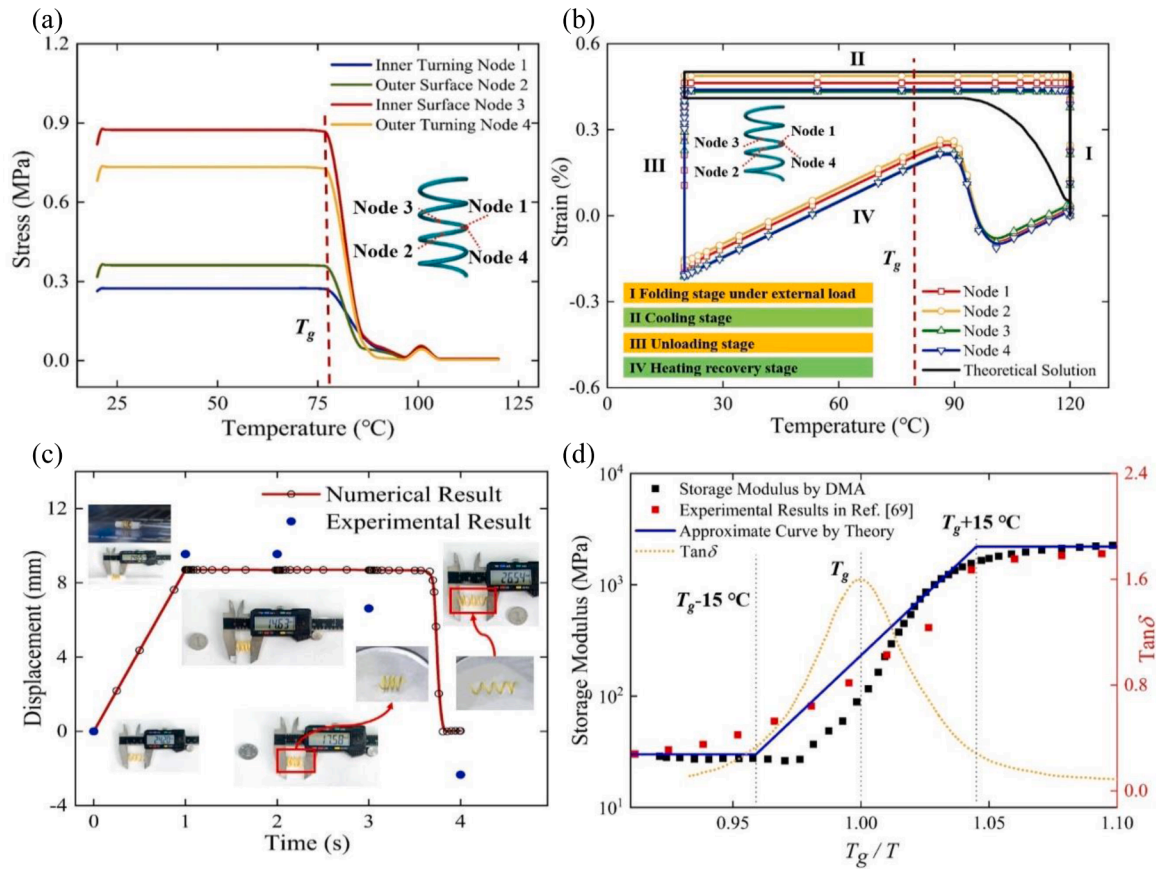 (a)
1.2
0.9
0.6
0.3
0.0
Stress (MPa)
Inner Turning Node 1
Outer Surface Node 2
Inner Surface Node 3
Outer Turning Node 4
Node 3
Node 1
Node 2
Node 4
Tg
25
50
75
100
125
Temperature (℃)
(b)
0.6
0.3
0.0
-0.3
-0.6
Strain (%)
II
Node 3
Node 1
Node 2
Node 4
I
III
IV
Tg
I Folding stage under external load
II Cooling stage
III Unloading stage
IV Heating recovery stage
Node 1
Node 2
Node 3
Node 4
Theoretical Solution
0
30
60
90
120
Temperature (℃)
(c)
12
8
4
0
-4
Displacement (mm)
Numerical Result
Experimental Result
14.63
26.54
17.58
0
1
2
3
4
Time (s)
(d)
10⁴
10³
10²
10¹
Storage Modulus (MPa)
Storage Modulus by DMA
Experimental Results in Ref. [69]
Approximate Curve by Theory
Tanδ
Tg-15 ℃
Tg
Tg+15 ℃
2.4
1.6
0.8
0.0
Tanδ
0.95
1.00
1.05
1.10
Tg / T